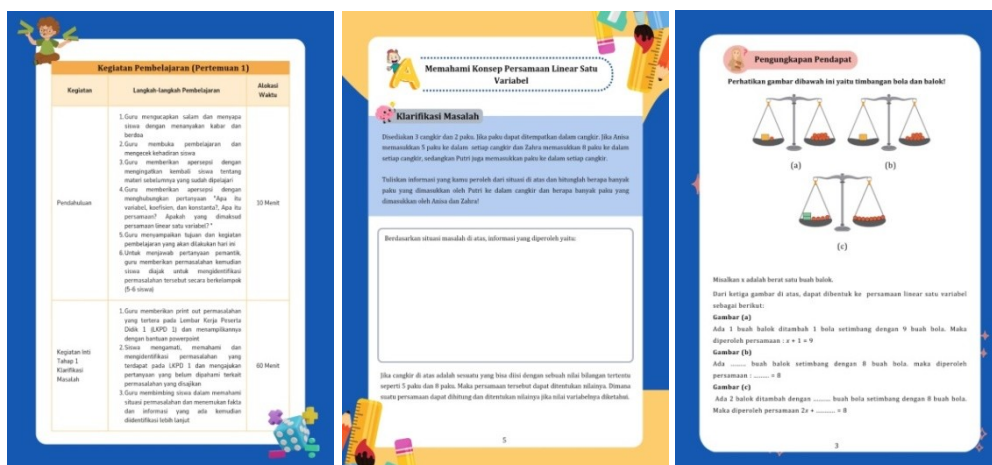 Kegiatan Pembelajaran (Pertemuan 1)
Kegiatan
Langkah-langkah Pembelajaran
Alokasi
Waktu
Pendahuluan
1. Guru mengucapkan salam dan menyapa
siswa dengan menanyakan kabar dan
berdoa
2. Guru membuka pembelajaran dan
mengecek kehadiran siswa
3. Guru memberikan apersepsi dengan
mengingatkan kembali siswa tentang
materi sebelumnya yang sudah dipelajari
4. Guru memberikan apersepsi dengan
menghubungkan pertanyaan "Apa itu
variabel, koefisien, dan konstanta?, Apa itu
persamaan? Apakah yang dimaksud
persamaan linear satu variabel? "
5. Guru menyampaikan tujuan dan kegiatan
pembelajaran yang akan dilakukan hari ini
6. Untuk menjawab pertanyaan pemantik,
guru memberikan permasalahan kemudian
siswa diajak untuk mengidentifikasi
permasalahan tersebut secara berkelompok
(5-6 siswa)
10 Menit
Kegiatan Inti
Tahap 1
Klarifikasi
Masalah
1. Guru memberikan print out permasalahan
yang tertera pada Lembar Kerja Peserta
Didik 1 (LKPD 1) dan menampilkannya
dengan bantuan powerpoint
2. Siswa mengamati, memahami dan
mengidentifikasi permasalahan yang
terdapat pada LKPD 1 dan mengajukan
pertanyaan yang belum dipahami terkait
permasalahan yang disajikan
3. Guru membimbing siswa dalam memahami
situasi permasalahan dan menemukan fakta
dan informasi yang ada kemudian
diidentifikasi lebih lanjut
60 Menit
A
Memahami Konsep Persamaan Linear Satu
Variabel
Klarifikasi Masalah
Disediakan 3 cangkir dan 2 paku. Jika paku dapat ditempatkan dalam cangkir. Jika Anisa
memasukkan 5 paku ke dalam setiap cangkir dan Zahra memasukkan 8 paku ke dalam
setiap cangkir, sedangkan Putri juga memasukkan paku ke dalam setiap cangkir.
Tuliskan informasi yang kamu peroleh dari situasi di atas dan hitunglah berapa banyak
paku yang dimasukkan oleh Putri ke dalam cangkir dan berapa banyak paku yang
dimasukkan oleh Anisa dan Zahra!
Berdasarkan situasi masalah di atas, informasi yang diperoleh yaitu:
Jika cangkir di atas adalah sesuatu yang bisa diisi dengan sebuah nilai bilangan tertentu
seperti 5 paku dan 8 paku. Maka persamaan tersebut dapat ditentukan nilainya. Dimana
suatu persamaan dapat dihitung dan ditentukan nilainya jika nilai variabelnya diketahui.
5
Pengungkapan Pendapat
Perhatikan gambar dibawah ini yaitu timbangan bola dan balok!
(a)
(b)
(c)
Misalkan x adalah berat satu buah balok.
Dari ketiga gambar di atas, dapat dibentuk ke persamaan linear satu variabel
sebagai berikut:
Gambar (a)
Ada 1 buah balok ditambah 1 bola setimbang dengan 9 buah bola. Maka
diperoleh persamaan : x + 1 = 9
Gambar (b)
Ada ......... buah balok setimbang dengan 8 buah bola. maka diperoleh
persamaan : ......... = 8
Gambar (c)
Ada 2 balok ditambah dengan ......... buah bola setimbang dengan 8 buah bola.
Maka diperoleh persamaan 2x + .......... = 8
3